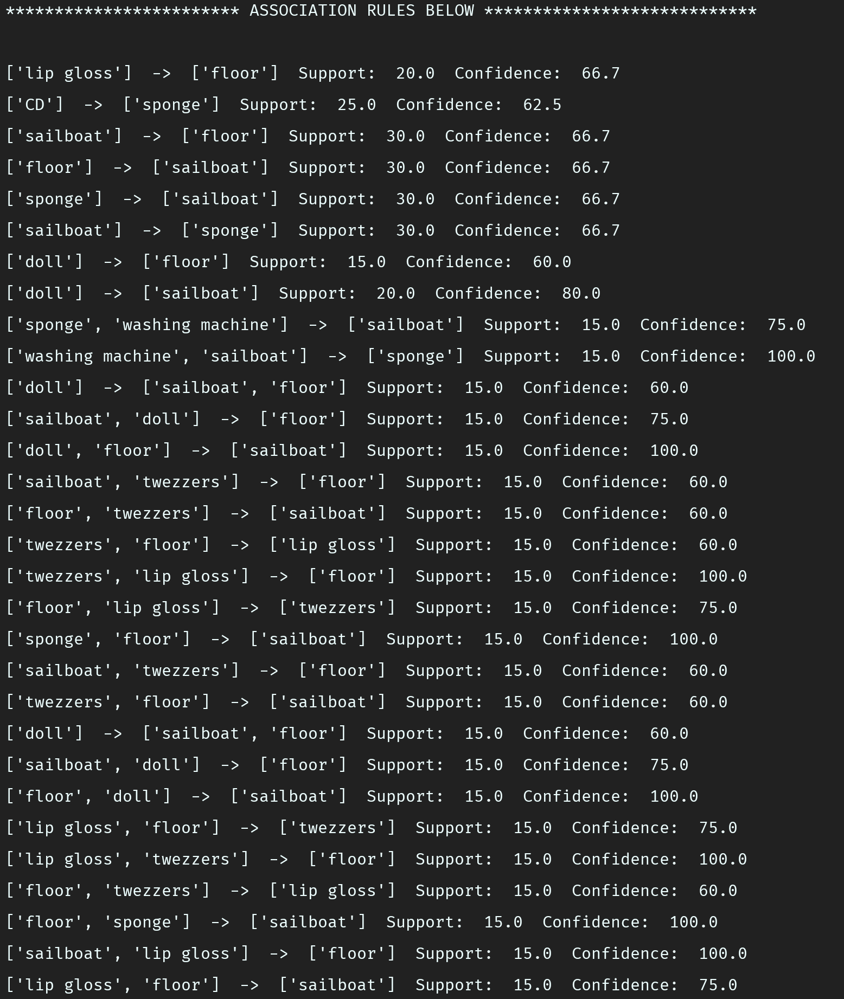 ************************ ASSOCIATION RULES BELOW ****************************
['lip gloss']  ->  ['floor']  Support:  20.0  Confidence:  66.7
['CD']  ->  ['sponge']  Support:  25.0  Confidence:  62.5
['sailboat']  ->  ['floor']  Support:  30.0  Confidence:  66.7
['floor']  ->  ['sailboat']  Support:  30.0  Confidence:  66.7
['sponge']  ->  ['sailboat']  Support:  30.0  Confidence:  66.7
['sailboat']  ->  ['sponge']  Support:  30.0  Confidence:  66.7
['doll']  ->  ['floor']  Support:  15.0  Confidence:  60.0
['doll']  ->  ['sailboat']  Support:  20.0  Confidence:  80.0
['sponge', 'washing machine']  ->  ['sailboat']  Support:  15.0  Confidence:  75.0
['washing machine', 'sailboat']  ->  ['sponge']  Support:  15.0  Confidence:  100.0
['doll']  ->  ['sailboat', 'floor']  Support:  15.0  Confidence:  60.0
['sailboat', 'doll']  ->  ['floor']  Support:  15.0  Confidence:  75.0
['doll', 'floor']  ->  ['sailboat']  Support:  15.0  Confidence:  100.0
['sailboat', 'twezzers']  ->  ['floor']  Support:  15.0  Confidence:  60.0
['floor', 'twezzers']  ->  ['sailboat']  Support:  15.0  Confidence:  60.0
['twezzers', 'floor']  ->  ['lip gloss']  Support:  15.0  Confidence:  60.0
['twezzers', 'lip gloss']  ->  ['floor']  Support:  15.0  Confidence:  100.0
['floor', 'lip gloss']  ->  ['twezzers']  Support:  15.0  Confidence:  75.0
['sponge', 'floor']  ->  ['sailboat']  Support:  15.0  Confidence:  100.0
['sailboat', 'twezzers']  ->  ['floor']  Support:  15.0  Confidence:  60.0
['twezzers', 'floor']  ->  ['sailboat']  Support:  15.0  Confidence:  60.0
['doll']  ->  ['sailboat', 'floor']  Support:  15.0  Confidence:  60.0
['sailboat', 'doll']  ->  ['floor']  Support:  15.0  Confidence:  75.0
['floor', 'doll']  ->  ['sailboat']  Support:  15.0  Confidence:  100.0
['lip gloss', 'floor']  ->  ['twezzers']  Support:  15.0  Confidence:  75.0
['lip gloss', 'twezzers']  ->  ['floor']  Support:  15.0  Confidence:  100.0
['floor', 'twezzers']  ->  ['lip gloss']  Support:  15.0  Confidence:  60.0
['floor', 'sponge']  ->  ['sailboat']  Support:  15.0  Confidence:  100.0
['sailboat', 'lip gloss']  ->  ['floor']  Support:  15.0  Confidence:  100.0
['lip gloss', 'floor']  ->  ['sailboat']  Support:  15.0  Confidence:  75.0